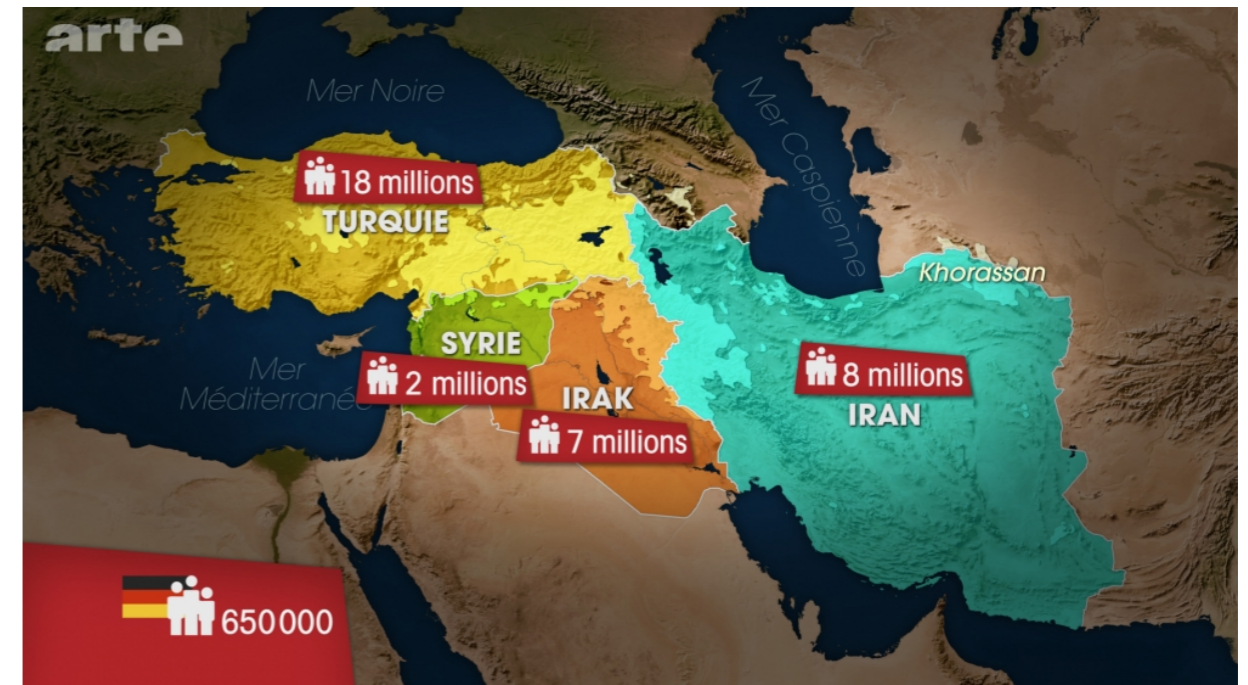 arte
Mer Noire
Mer Caspienne
18 millions
TURQUIE
Khorassan
SYRIE
2 millions
Mer
Méditerranée
IRAK
7 millions
8 millions
IRAN
650 000